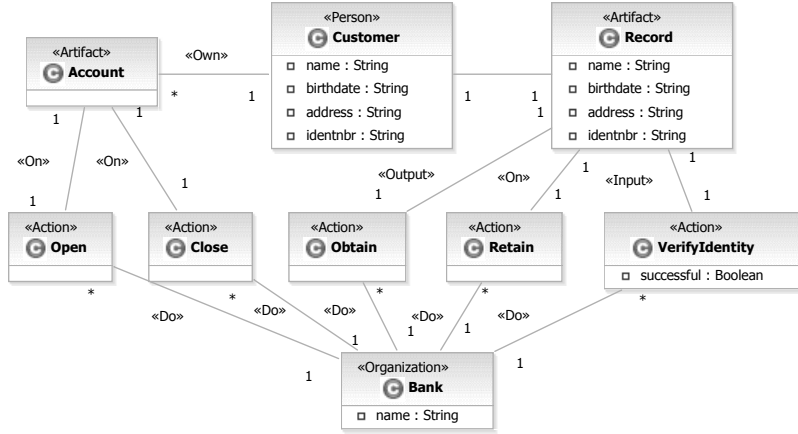 «Artifact»
Account
«Own»
*
1
«Person»
Customer
name : String
birthdate : String
address : String
identnbr : String
1
1
«Artifact»
Record
name : String
birthdate : String
address : String
identnbr : String
1
1
1
1
1
«On»
«On»
«Output»
«On»
«Input»
1
1
1
1
1
«Action»
Open
«Action»
Close
«Action»
Obtain
«Action»
Retain
«Action»
VerifyIdentity
successful : Boolean
*
*
*
*
*
«Do»
«Do»
«Do»
«Do»
«Do»
1
1
1
1
1
«Organization»
Bank
name : String